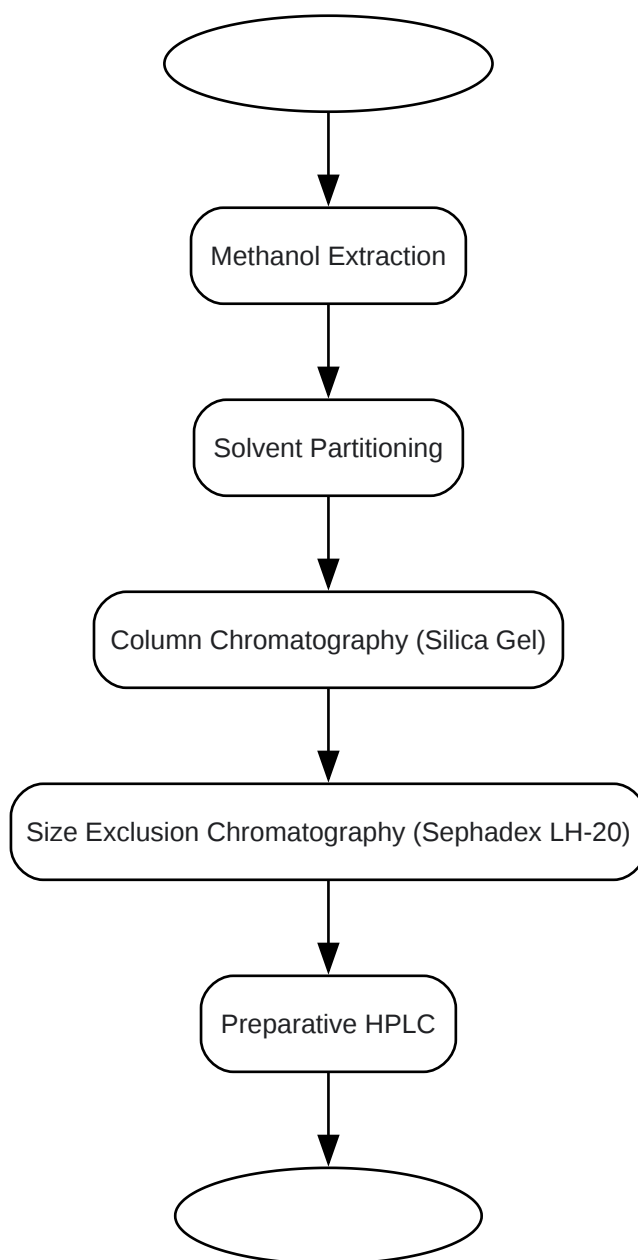 Methanol Extraction
Solvent Partitioning
Column Chromatography (Silica Gel)
Size Exclusion Chromatography (Sephadex LH-20)
Preparative HPLC